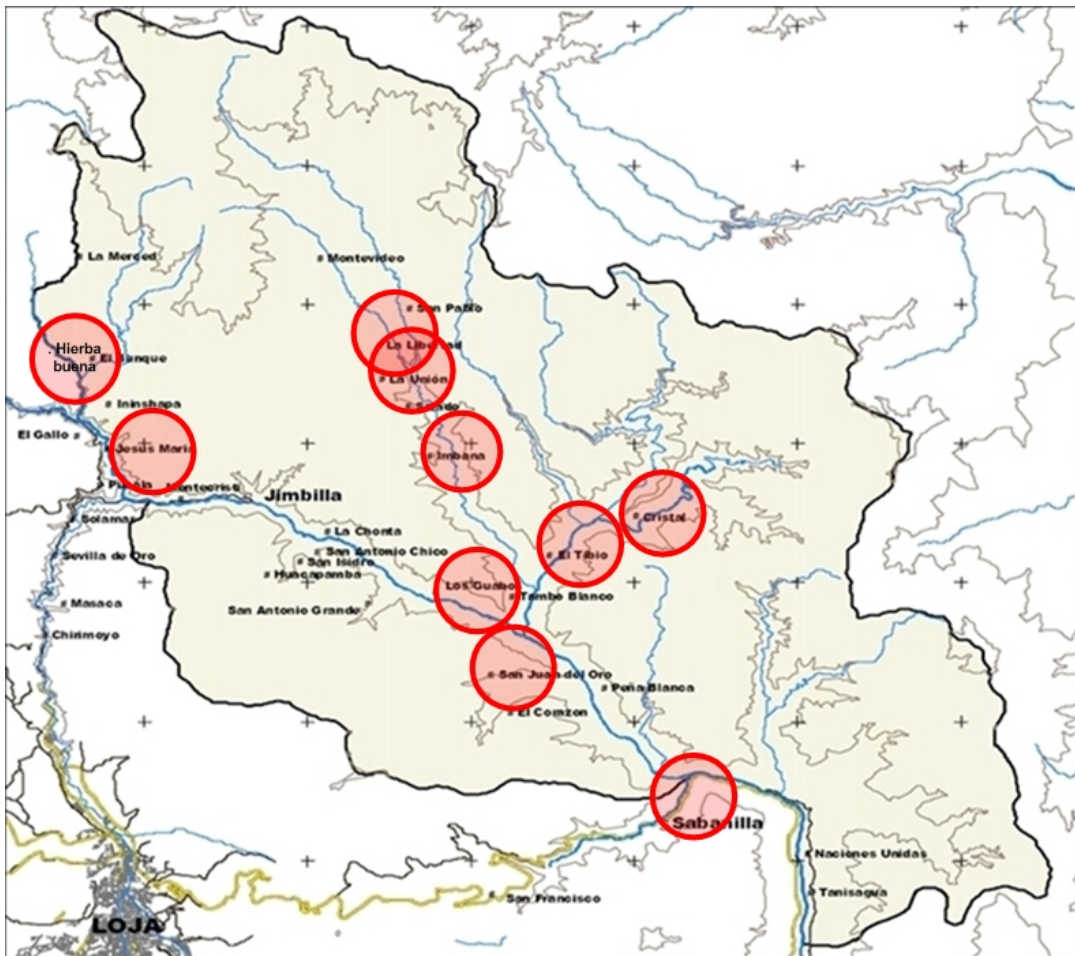 La Merced
Montevideo
San Pablo
La Libertad
. Hierba
buena
El Banque
La Unión
Ininshapa
Salado
El Gallo
Jesus Maria
Imbana
Montecristi
Jimbilla
Solamar
Cristal
La Chonta
Sevilla de Oro
San Antonio Chico
El Tibio
San Isidro
Huacapamba
Los Guabo
Tambo Blanco
Masaca
San Antonio Grande
Chirimoyo
San Juan del Oro
Peña Blanca
El Corazon
Sabanilla
Naciones Unidas
Tanisagua
San Francisco
LOJA